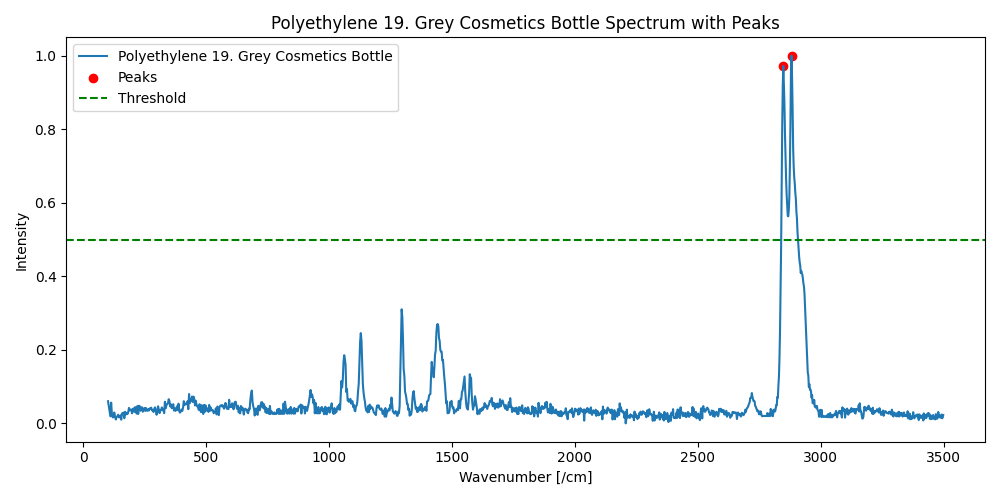 Polyethylene 19. Grey Cosmetics Bottle Spectrum with Peaks
Polyethylene 19. Grey Cosmetics Bottle
Peaks
Threshold
1.0
0.8
0.6
0.4
0.2
0.0
Intensity
0 500 1000 1500 2000 2500 3000 3500
Wavenumber [/cm]